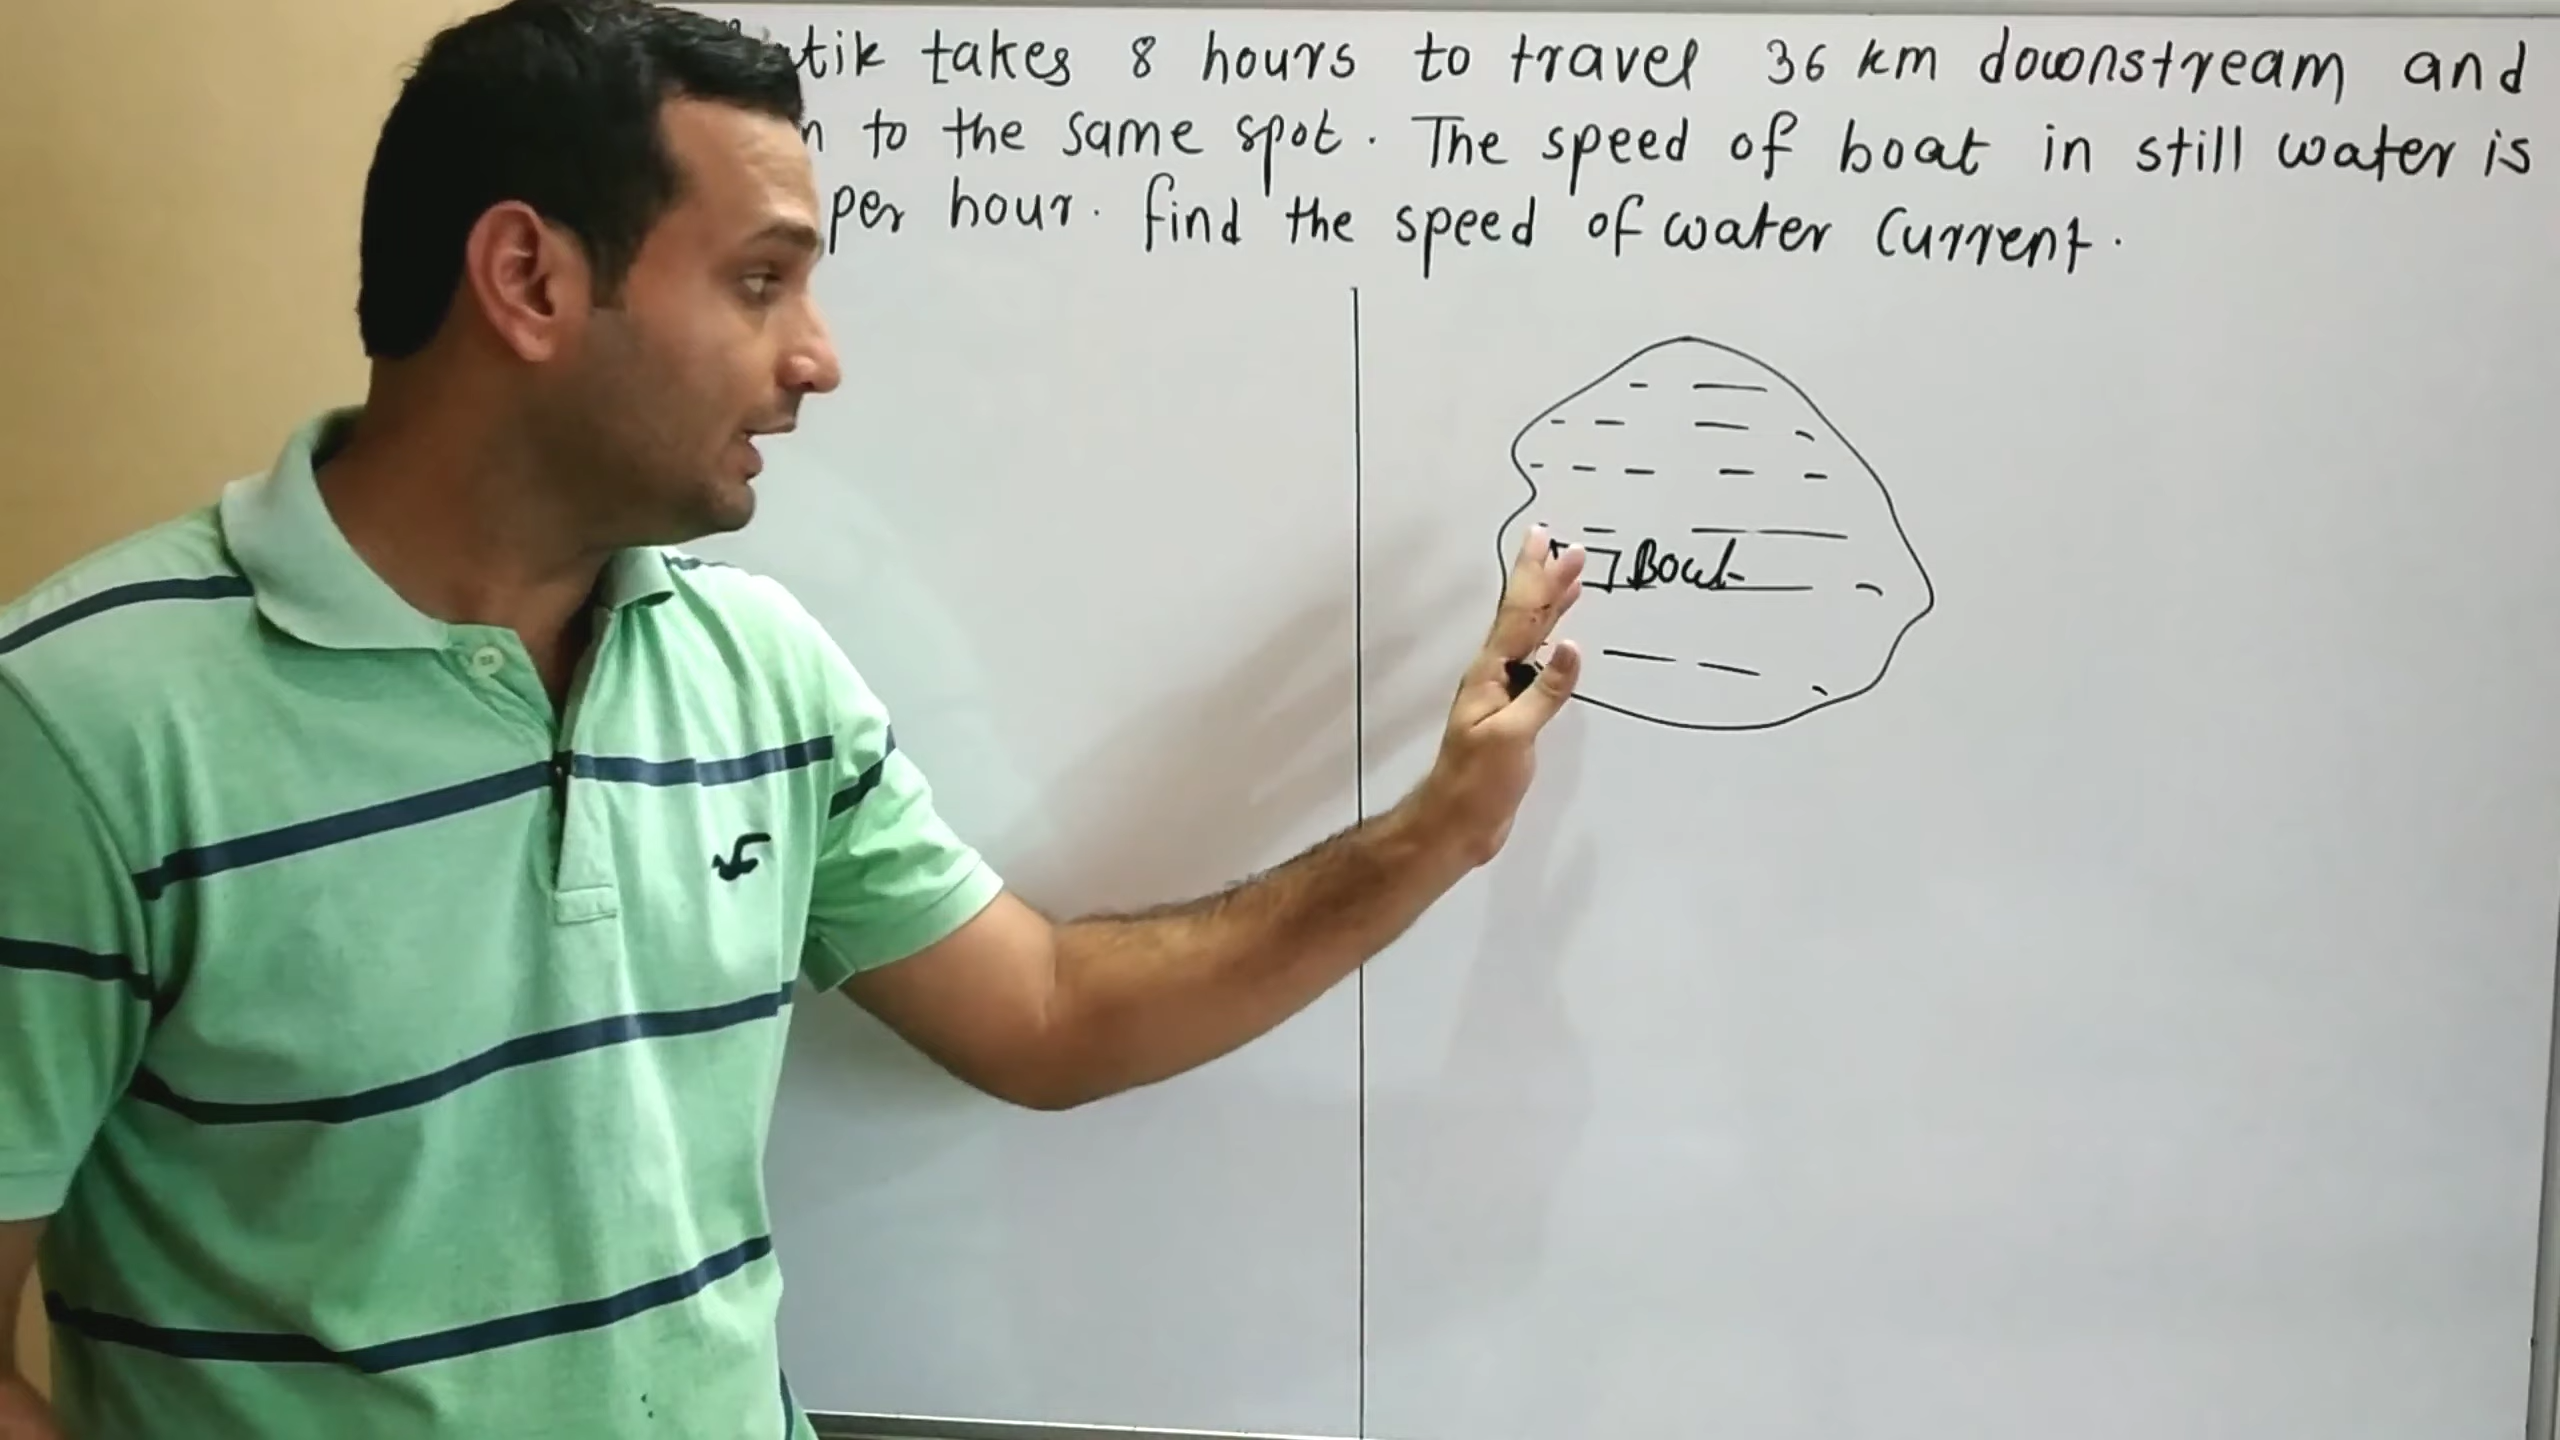 takes 8 hours to travel 36 km downstream and
to the same spot. The speed of boat in still water is
per hour. find the speed of water current.
Boat